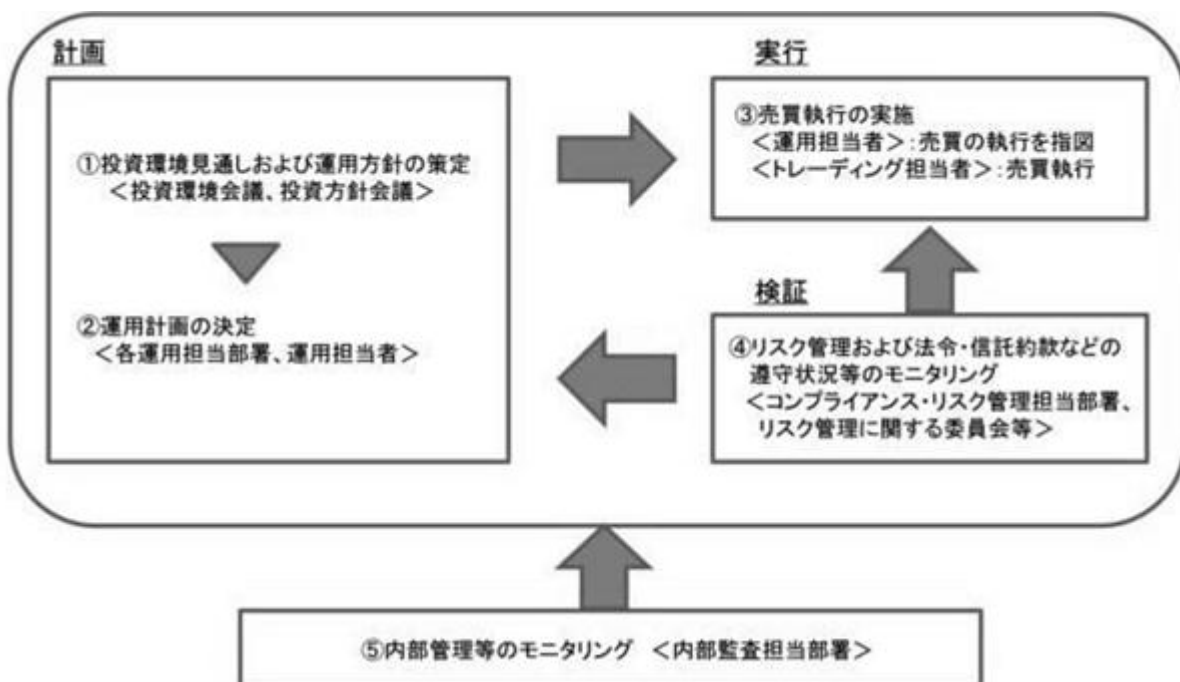 計画
①投資環境見通しおよび運用方針の策定
<投資環境会議、投資方針会議>
②運用計画の決定
<各運用担当部署、運用担当者>
実行
③売買執行の実施
<運用担当者>:売買の執行を指図
<トレーディング担当者>:売買執行
検証
④リスク管理および法令・信託約款などの
遵守状況等のモニタリング
<コンプライアンス・リスク管理担当部署、
リスク管理に関する委員会等>
⑤内部管理等のモニタリング <内部監査担当部署>